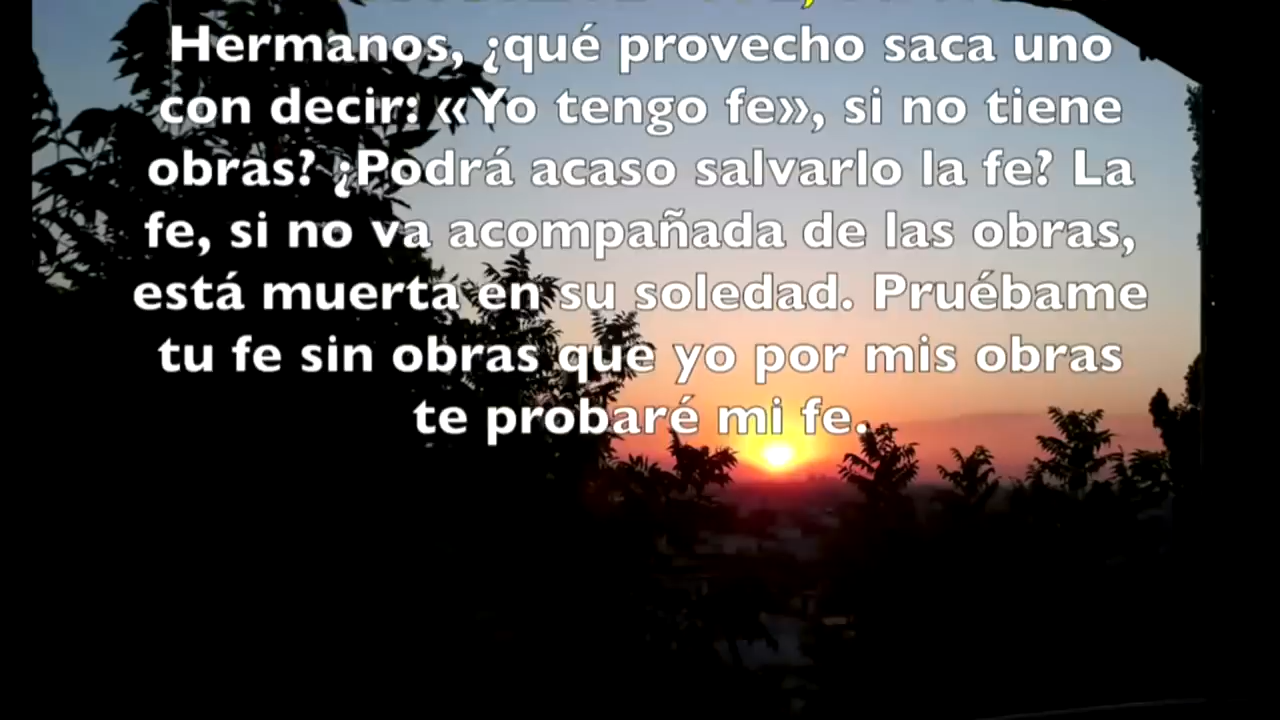 Hermanos, ¿qué provecho saca uno
con decir: «Yo tengo fe», si no tiene
obras? ¿Podrá acaso salvarlo la fe? La
fe, si no va acompañada de las obras,
está muerta en su soledad. Pruébame
tu fe sin obras que yo por mis obras
te probaré mi fe.